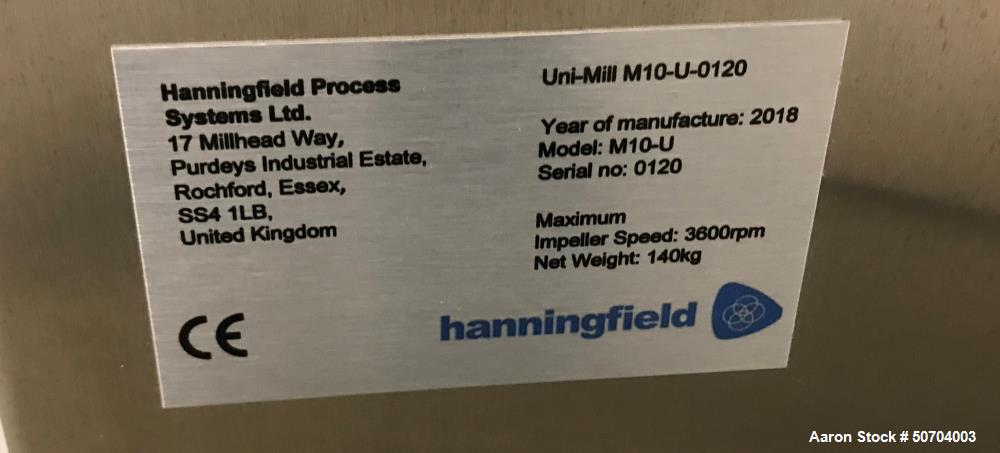 Hanningfield Process
Systems Ltd.
17 Millhead Way,
Purdeys Industrial Estate,
Rochford, Essex,
SS4 1LB,
United Kingdom
CE
Uni-Mill M10-U-0120
Year of manufacture: 2018
Model: M10-U
Serial no: 0120
Maximum
Impeller Speed: 3600rpm
Net Weight: 140kg
hanningfield
Aaron Stock # 50704003